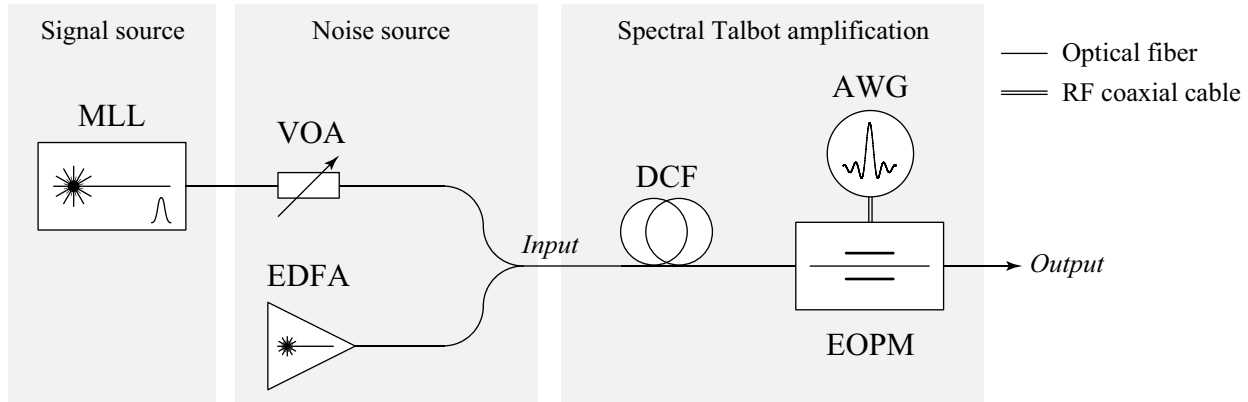 Signal source
Noise source
Spectral Talbot amplification
Optical fiber
RF coaxial cable
MLL
VOA
EDFA
Input
DCF
AWG
EOPM
Output